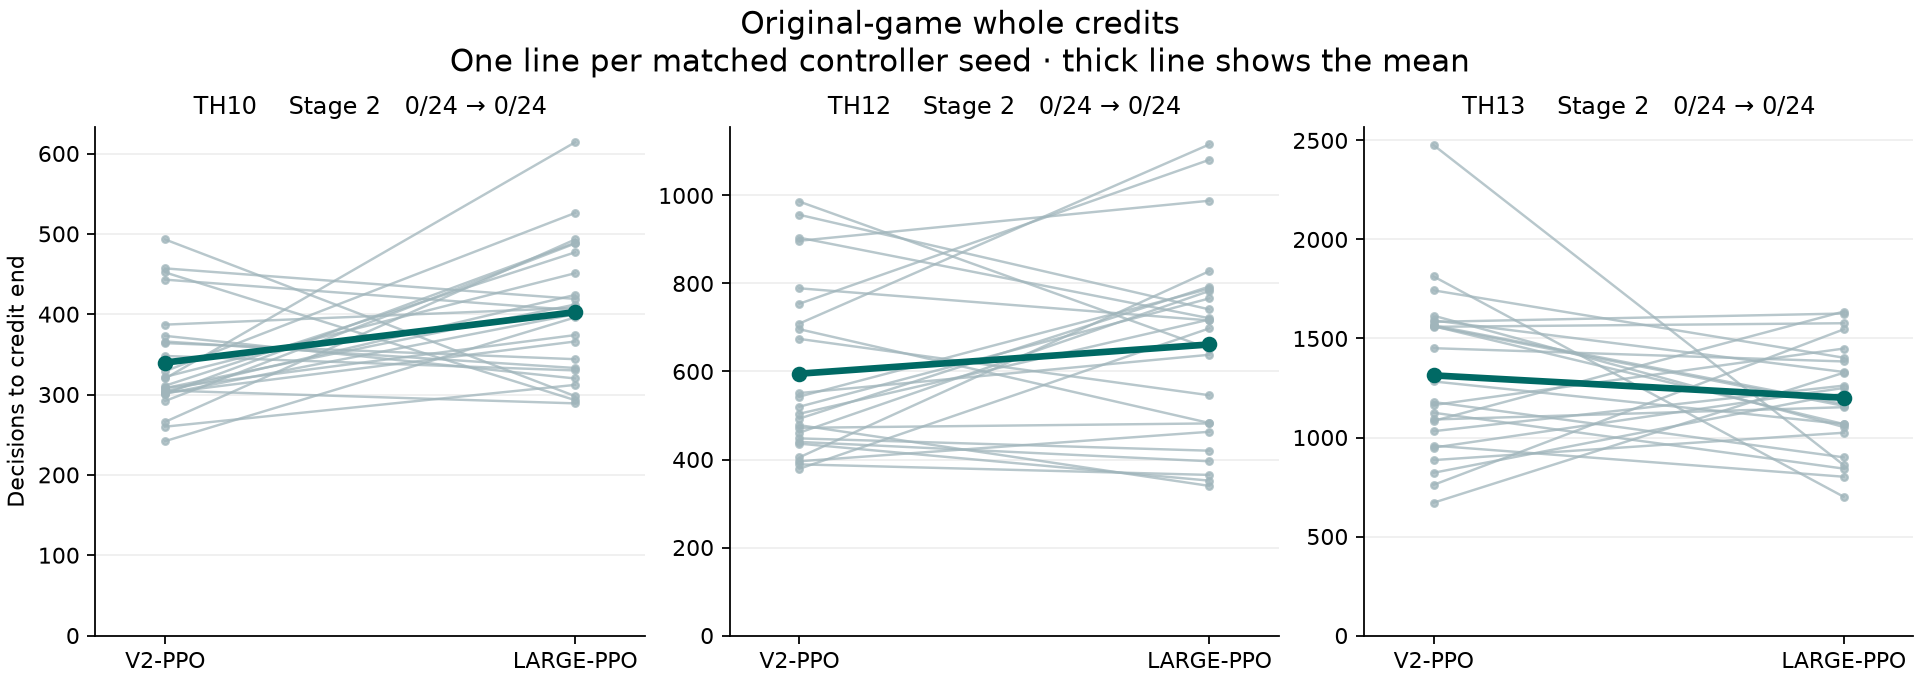 Original-game whole credits
One line per matched controller seed · thick line shows the mean
TH10 Stage 2 0/24 → 0/24
TH12 Stage 2 0/24 → 0/24
TH13 Stage 2 0/24 → 0/24
Decisions to credit end
600
500
400
300
200
100
0
V2-PPO
LARGE-PPO
1000
800
600
400
200
0
V2-PPO
LARGE-PPO
2500
2000
1500
1000
500
0
V2-PPO
LARGE-PPO